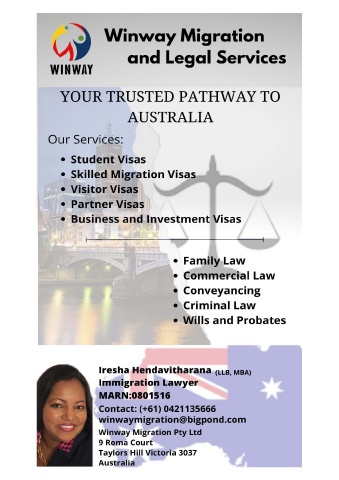 WINWAY
Winway Migration
and Legal Services
YOUR TRUSTED PATHWAY TO
AUSTRALIA
Our Services:
• Student Visas
• Skilled Migration Visas
• Visitor Visas
• Partner Visas
• Business and Investment Visas
• Family Law
• Commercial Law
• Conveyancing
• Criminal Law
• Wills and Probates
Iresha Hendavitharana (LLB, MBA)
Immigration Lawyer
MARN:0801516
Contact: (+61) 0421135666
winwaymigration@bigpond.com
Winway Migration Pty Ltd
9 Roma Court
Taylors Hill Victoria 3037
Australia